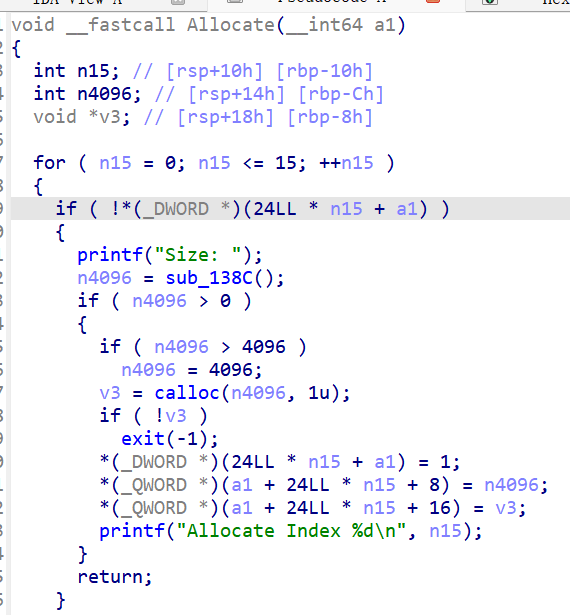 IDA View-A Pseudocode-A Hex
void __fastcall Allocate(__int64 a1)
{
  int n15; // [rsp+10h] [rbp-10h]
  int n4096; // [rsp+14h] [rbp-Ch]
  void *v3; // [rsp+18h] [rbp-8h]
  for ( n15 = 0; n15 <= 15; ++n15 )
  {
    if ( !*(_DWORD *)(24LL * n15 + a1) )
    {
      printf("Size: ");
      n4096 = sub_138C();
      if ( n4096 > 0 )
      {
        if ( n4096 > 4096 )
          n4096 = 4096;
        v3 = calloc(n4096, 1u);
        if ( !v3 )
          exit(-1);
        *(_DWORD *)(24LL * n15 + a1) = 1;
        *(_QWORD *)(a1 + 24LL * n15 + 8) = n4096;
        *(_QWORD *)(a1 + 24LL * n15 + 16) = v3;
        printf("Allocate Index %d\n", n15);
      }
      return;
    }